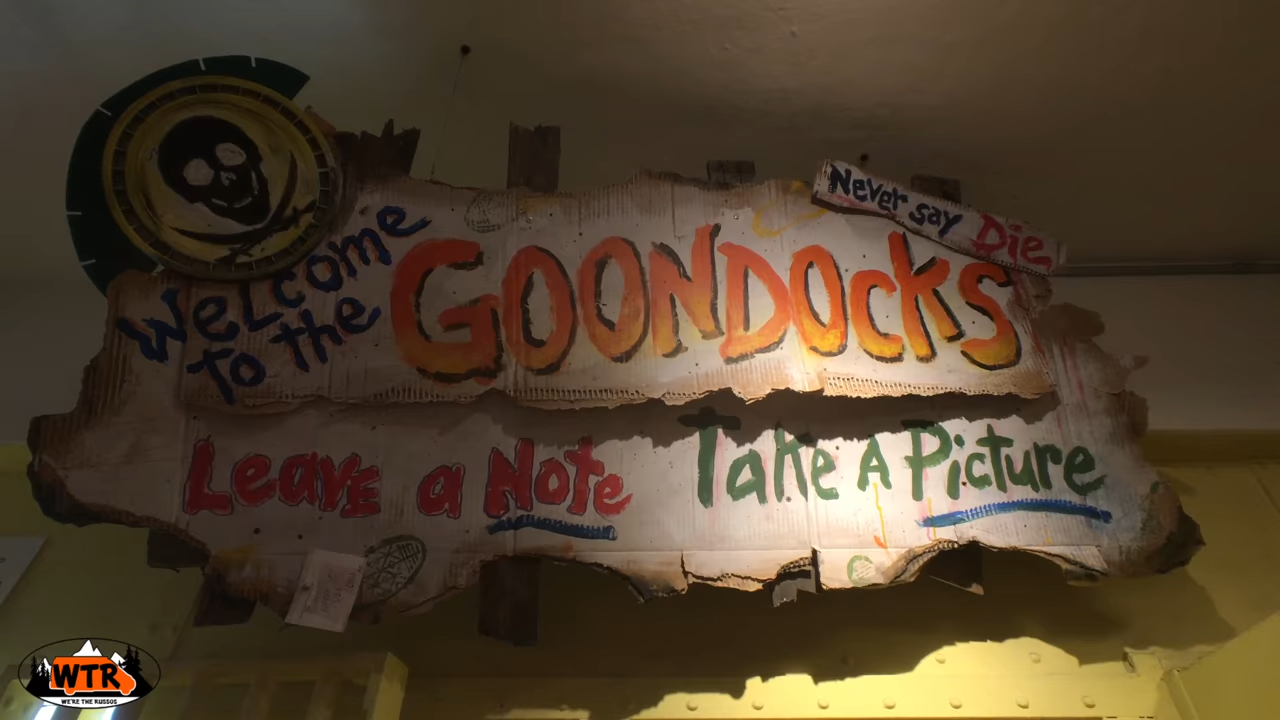 Never say Die
Welcome
To the
GOONDOCKS
Leave a Note
Take A Picture
WTR
WE'RE THE RUSSOS